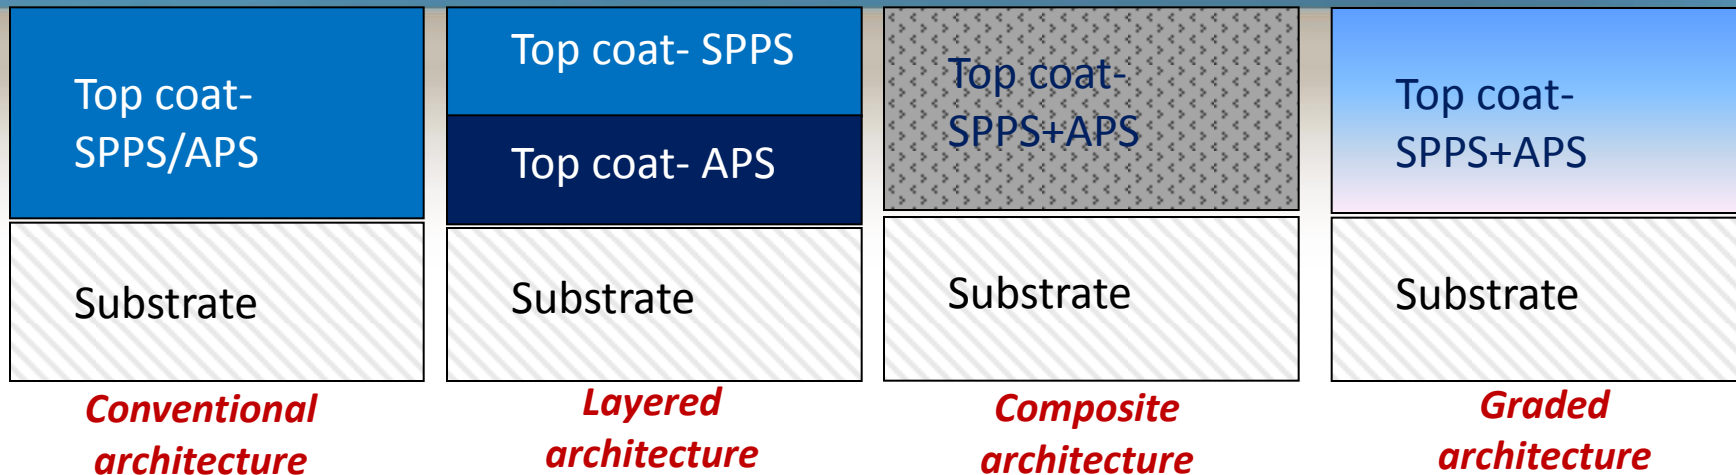 Top coat-
SPPS/APS
Substrate
Conventional
architecture
Top coat- SPPS
Top coat- APS
Substrate
Layered
architecture
Top coat-
SPPS+APS
Substrate
Composite
architecture
Top coat-
SPPS+APS
Substrate
Graded
architecture